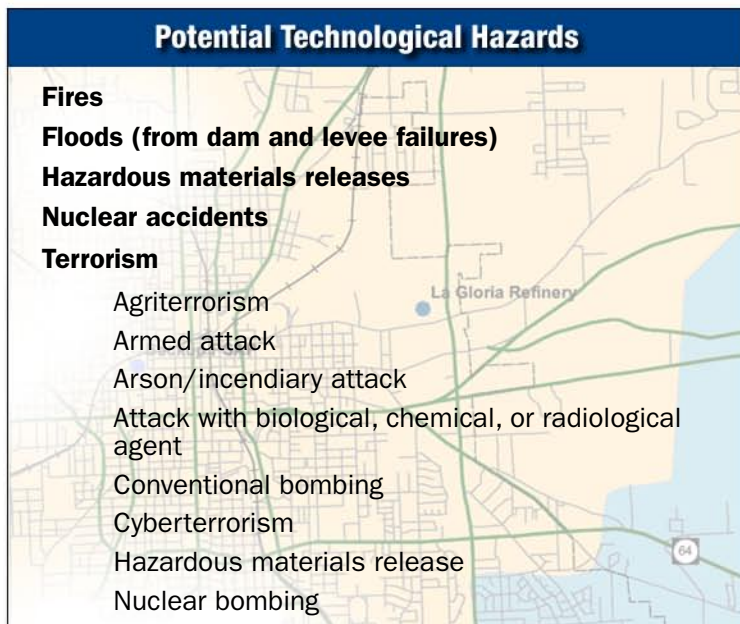 Potential Technological Hazards
Fires
Floods (from dam and levee failures)
Hazardous materials releases
Nuclear accidents
Terrorism
Agriterrorism
La Gloria Refinery
Armed attack
Arson/incendiary attack
Attack with biological, chemical, or radiological
agent
Conventional bombing
Cyberterrorism
64
Hazardous materials release
Nuclear bombing